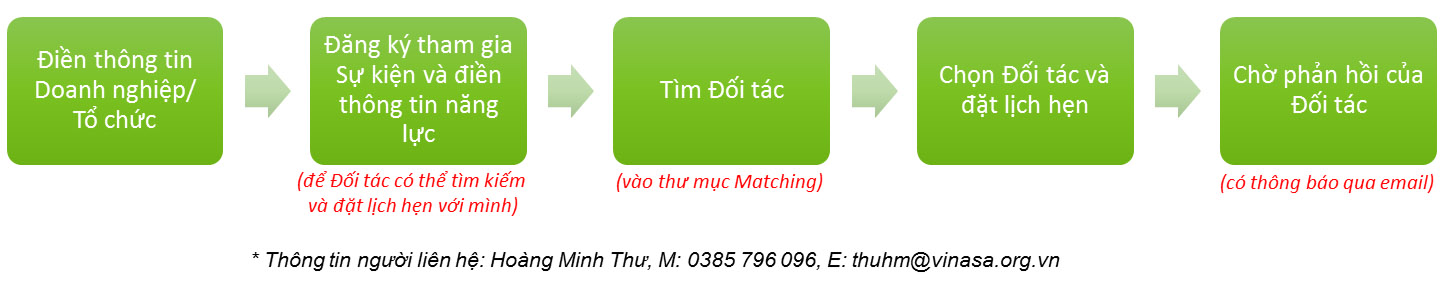 Điền thông tin
Doanh nghiệp/
Tổ chức
Đăng ký tham gia
Sự kiện và điền
thông tin năng
lực
(để Đối tác có thể tìm kiếm
và đặt lịch hẹn với mình)
Tìm Đối tác
(vào thư mục Matching)
Chọn Đối tác và
đặt lịch hẹn
Chờ phản hồi của
Đối tác
(có thông báo qua email)
* Thông tin người liên hệ: Hoàng Minh Thư, M: 0385 796 096, E: thuhm@vinasa.org.vn